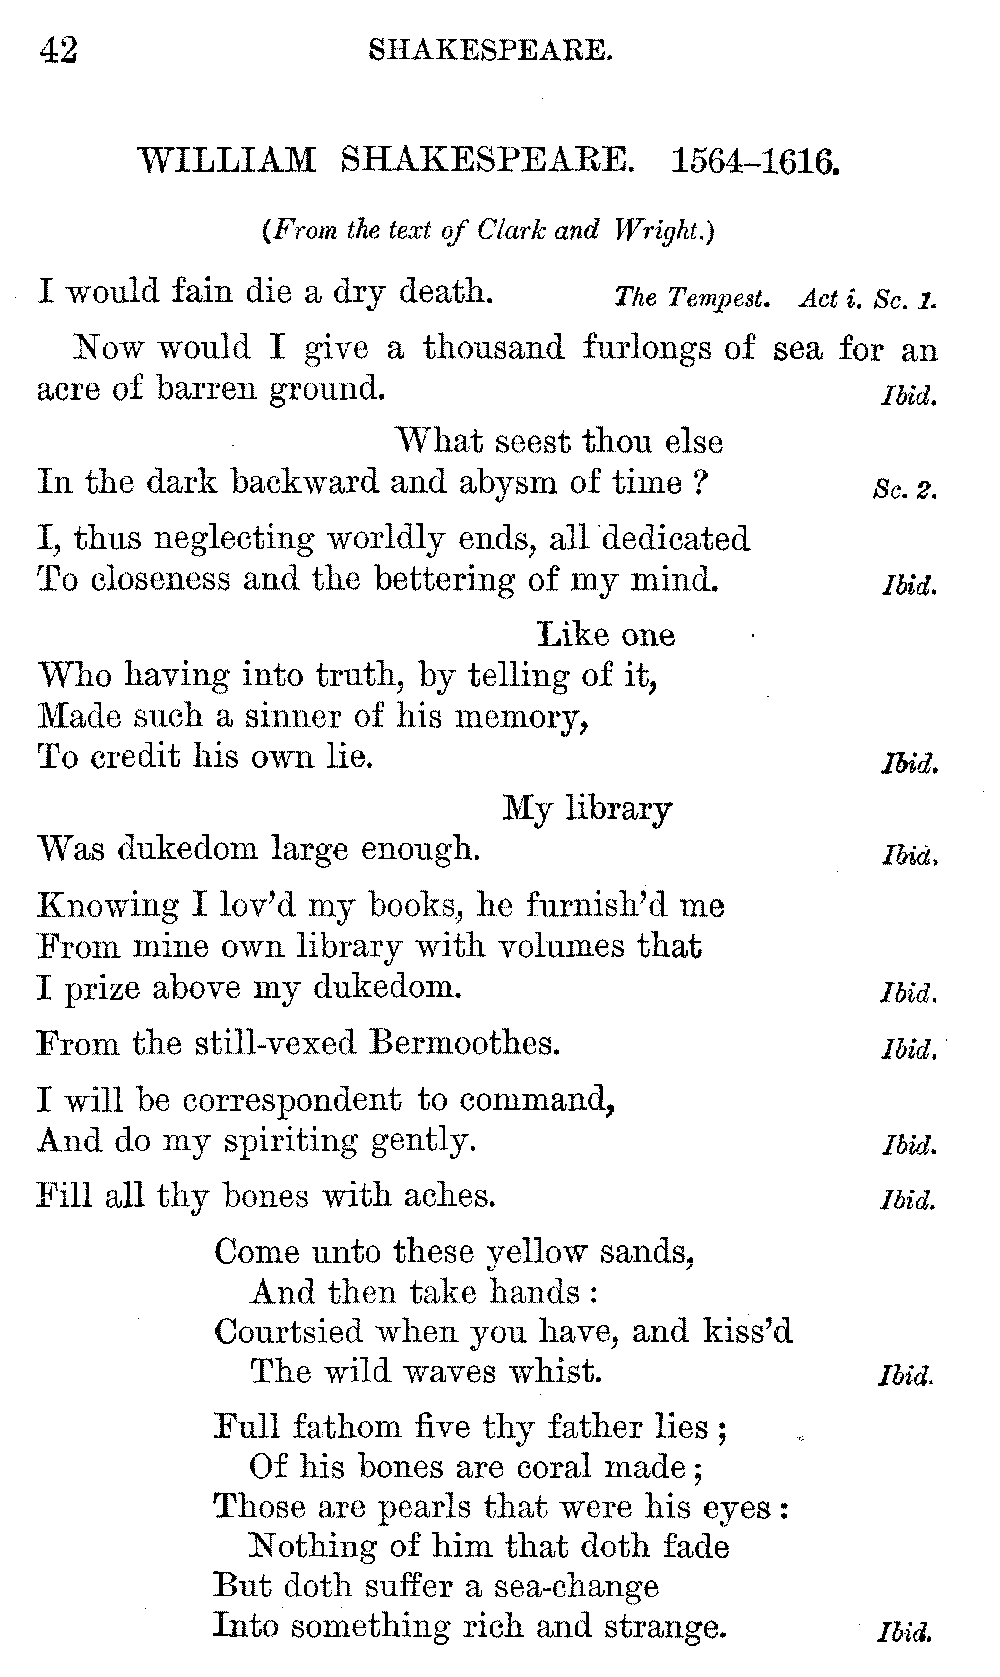 42 SHAKESPEARE.
WILLIAM SHAKESPEARE. 1564–1616.
(From the text of Clark and Wright.)
I would fain die a dry death. The Tempest. Act i. Sc. 1.
Now would I give a thousand furlongs of sea for an
acre of barren ground. Ibid.
What seest thou else
In the dark backward and abysm of time ? Sc. 2.
I, thus neglecting worldly ends, all dedicated
To closeness and the bettering of my mind. Ibid.
Like one
Who having into truth, by telling of it,
Made such a sinner of his memory,
To credit his own lie. Ibid.
My library
Was dukedom large enough. Ibid.
Knowing I lov'd my books, he furnish'd me
From mine own library with volumes that
I prize above my dukedom. Ibid.
From the still-vexed Bermoothes. Ibid.
I will be correspondent to command,
And do my spiriting gently. Ibid.
Fill all thy bones with aches. Ibid.
Come unto these yellow sands,
And then take hands :
Courtsied when you have, and kiss'd
The wild waves whist. Ibid.
Full fathom five thy father lies ;
Of his bones are coral made ;
Those are pearls that were his eyes :
Nothing of him that doth fade
But doth suffer a sea-change
Into something rich and strange. Ibid.